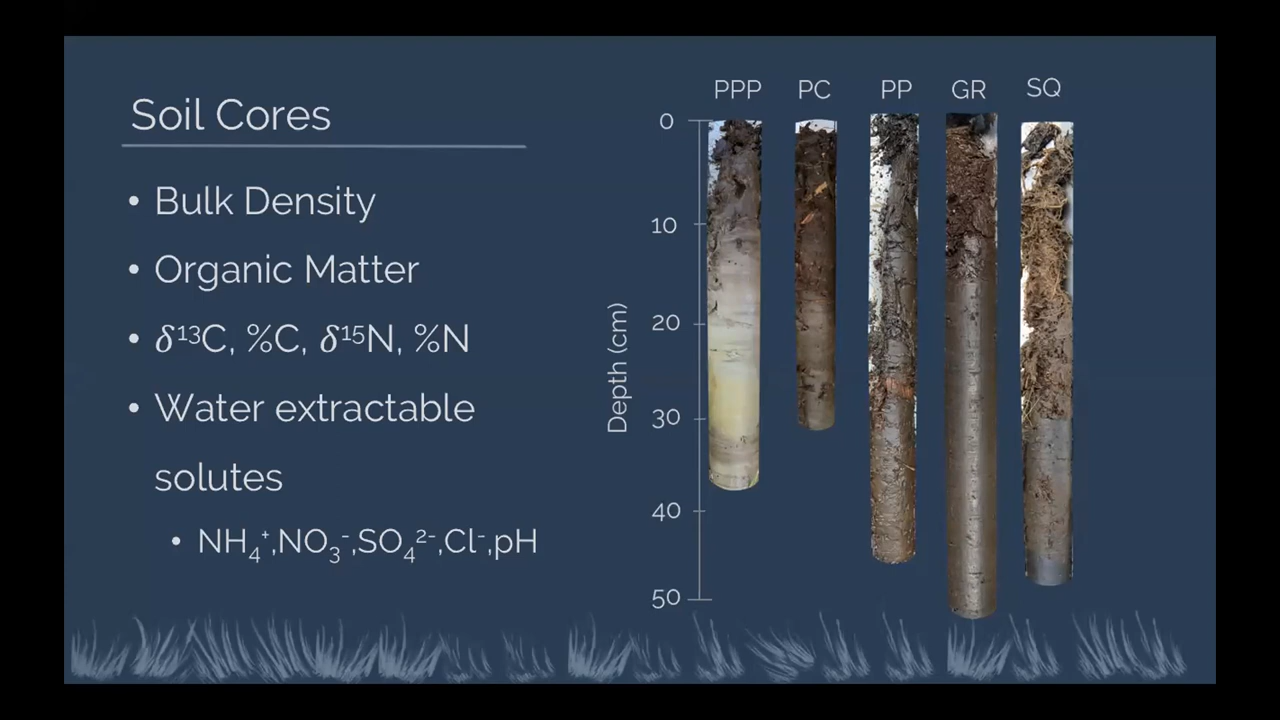 Soil Cores
• Bulk Density
• Organic Matter
• δ¹³C, %C, δ¹⁵N, %N
• Water extractable
solutes
• NH₄⁺,NO₃⁻,SO₄²⁻,Cl⁻,pH
PPP PC PP GR SQ
Depth (cm)
0
10
20
30
40
50